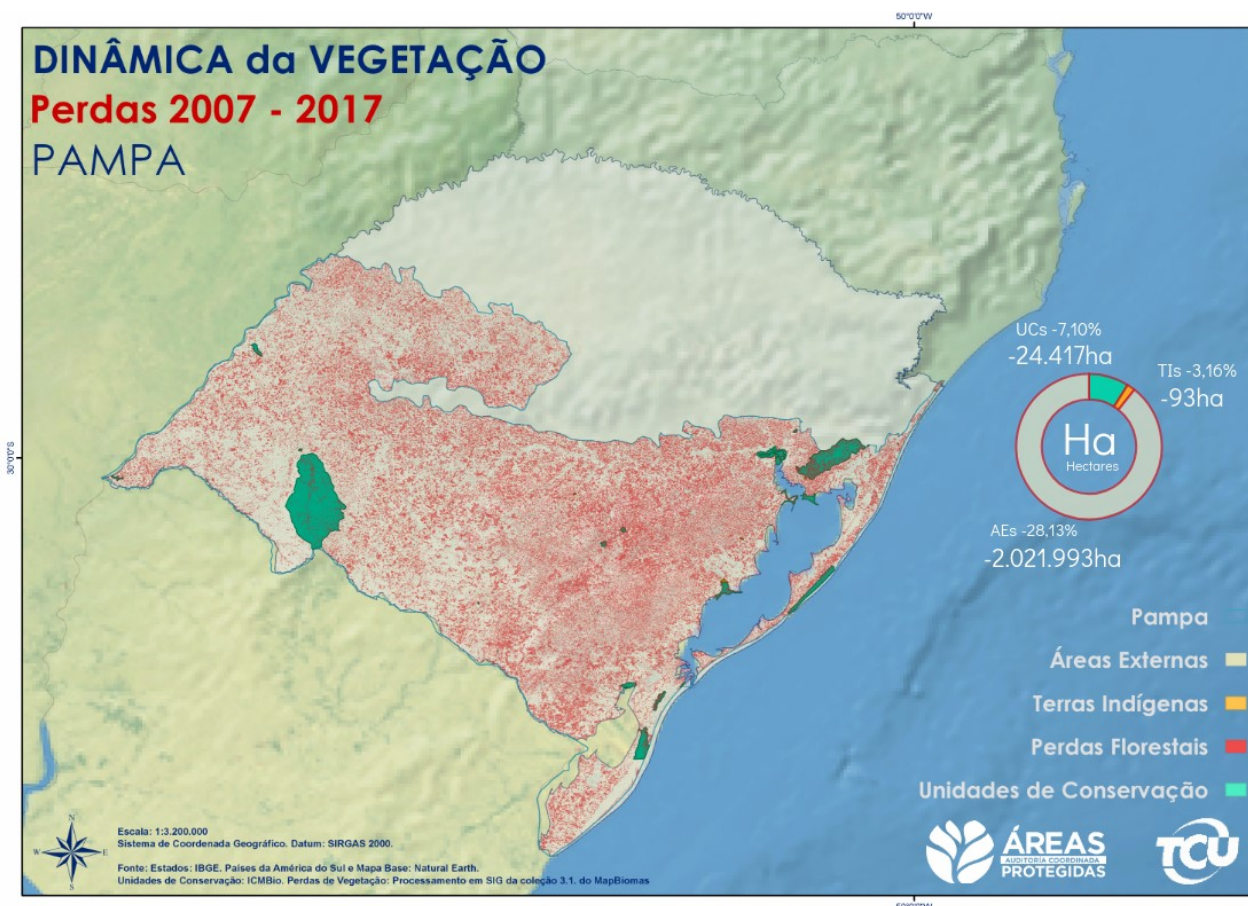 50°0'0"W
DINÂMICA da VEGETAÇÃO
Perdas 2007 - 2017
PAMPA
UCs -7,10%
-24.417ha
TIs -3,16%
-93ha
Ha
Hectares
30°0'0"S
AEs -28,13%
-2.021.993ha
Pampa
Áreas Externas
Terras Indígenas
Perdas Florestais
Unidades de Conservação
N
W
E
S
Escala: 1:3.200.000
Sistema de Coordenada Geográfico. Datum: SIRGAS 2000.
Fonte: Estados: IBGE. Países da América do Sul e Mapa Base: Natural Earth.
Unidades de Conservação: ICMBio. Perdas de Vegetação: Processamento em SIG da coleção 3.1. do MapBiomas
ÁREAS
AUDITORIA COORDENADA
PROTEGIDAS
TCU
50°0'0"W